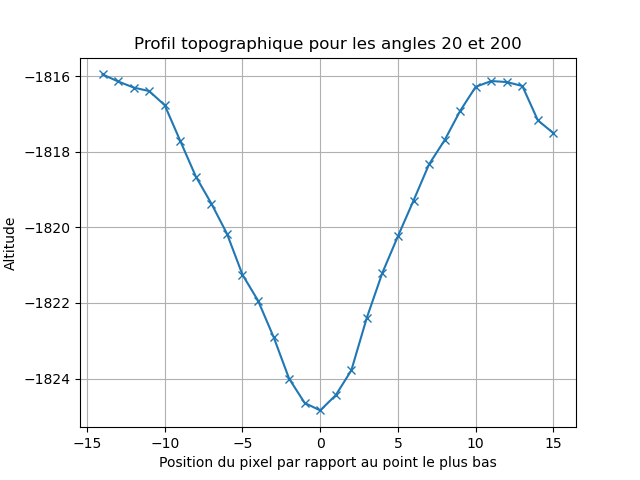 Profil topographique pour les angles 20 et 200
Altitude
−1816
−1818
−1820
−1822
−1824
−15 −10 −5 0 5 10 15
Position du pixel par rapport au point le plus bas